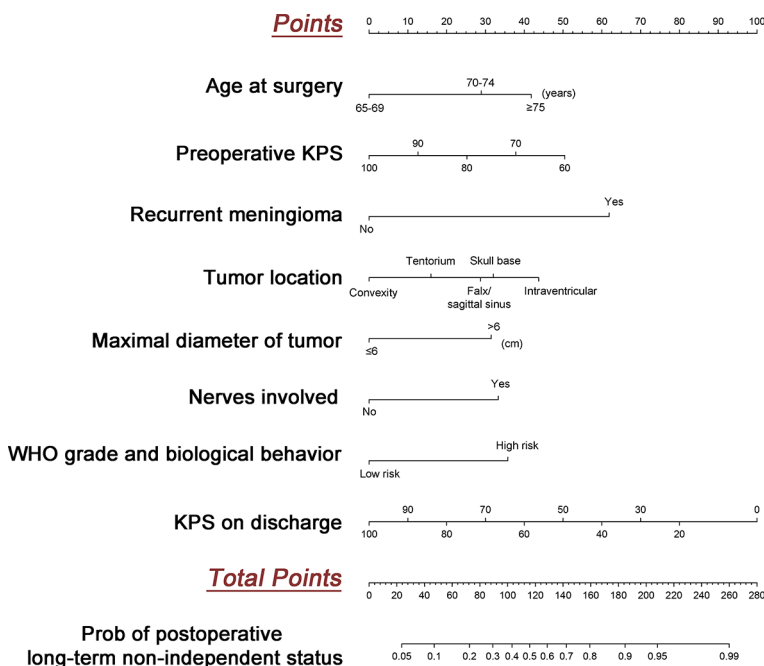 Points
0 10 20 30 40 50 60 70 80 90 100
70-74
Age at surgery
(years)
65-69 ≥75
90 70
Preoperative KPS
100 80 60
Yes
Recurrent meningioma
No
Tentorium Skull base
Tumor location
Convexity Falx/ Intraventricular
sagittal sinus
>6
Maximal diameter of tumor
≤6 (cm)
Yes
Nerves involved
No
High risk
WHO grade and biological behavior
Low risk
90 70 50 30 0
KPS on discharge
100 80 60 40 20
Total Points
0 20 40 60 80 100 120 140 160 180 200 220 240 260 280
Prob of postoperative
long-term non-independent status
0.05 0.1 0.2 0.3 0.4 0.5 0.6 0.7 0.8 0.9 0.95 0.99